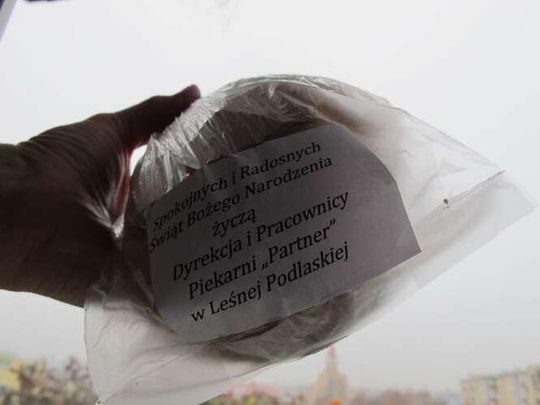 Spokojnych i Radosnych
Świąt Bożego Narodzenia
życzą
Dyrekcja i Pracownicy
Piekarni „Partner”
w Leśnej Podlaskiej